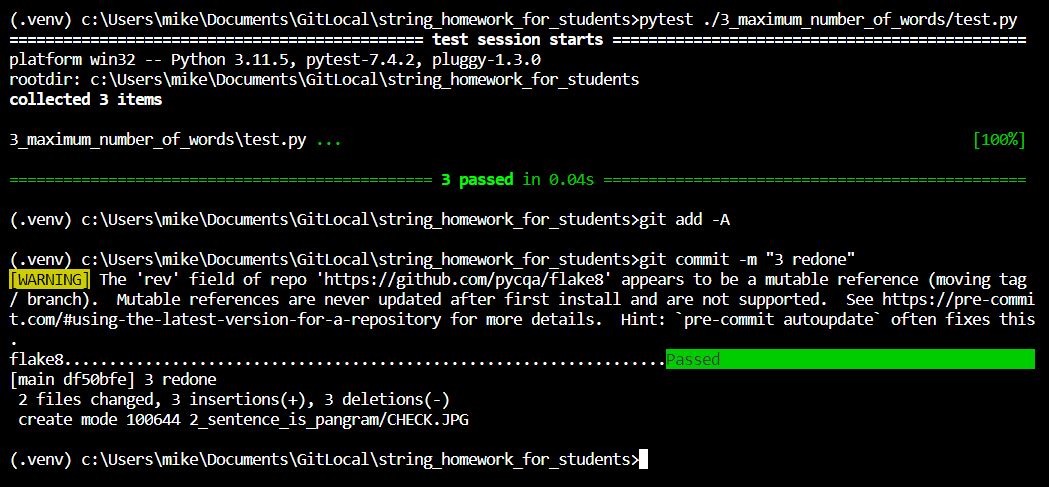 (.venv) c:\Users\mike\Documents\GitLocal\string_homework_for_students>pytest ./3_maximum_number_of_words/test.py
============================================== test session starts ==============================================
platform win32 -- Python 3.11.5, pytest-7.4.2, pluggy-1.3.0
rootdir: c:\Users\mike\Documents\GitLocal\string_homework_for_students
collected 3 items
3_maximum_number_of_words\test.py ... [100%]
=============================================== 3 passed in 0.04s ===============================================
(.venv) c:\Users\mike\Documents\GitLocal\string_homework_for_students>git add -A
(.venv) c:\Users\mike\Documents\GitLocal\string_homework_for_students>git commit -m "3 redone"
[WARNING] The 'rev' field of repo 'https://github.com/pycqa/flake8' appears to be a mutable reference (moving tag
/ branch).  Mutable references are never updated after first install and are not supported.  See https://pre-commi
t.com/#using-the-latest-version-for-a-repository for more details.  Hint: `pre-commit autoupdate` often fixes this
.
flake8...................................................................Passed
[main df50bfe] 3 redone
 2 files changed, 3 insertions(+), 3 deletions(-)
 create mode 100644 2_sentence_is_pangram/CHECK.JPG
(.venv) c:\Users\mike\Documents\GitLocal\string_homework_for_students>